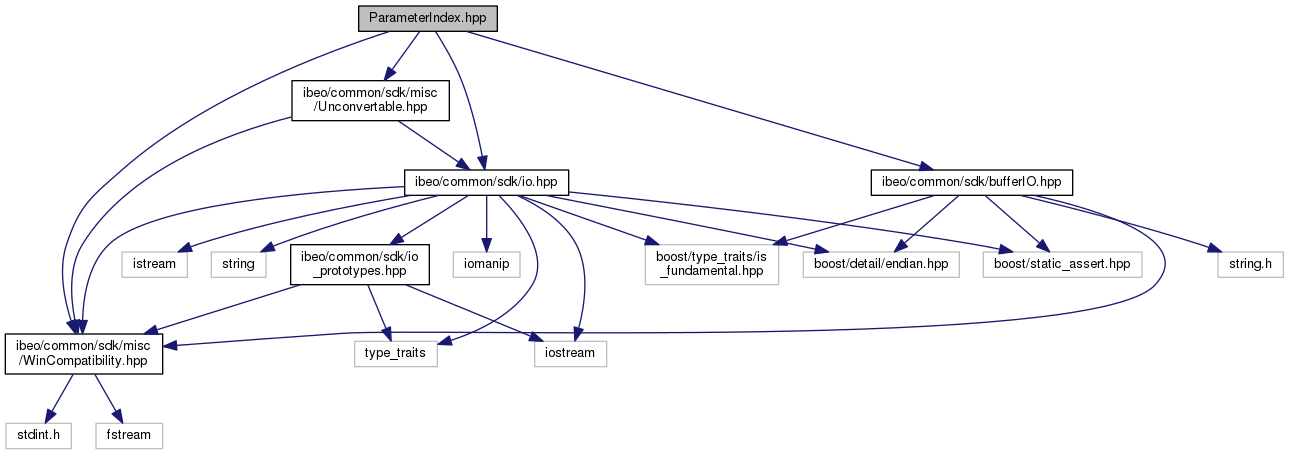 ParameterIndex.hpp
ibeo/common/sdk/misc
/Unconvertable.hpp
ibeo/common/sdk/io.hpp
ibeo/common/sdk/bufferIO.hpp
istream
string
ibeo/common/sdk/io
_prototypes.hpp
iomanip
boost/type_traits/is
_fundamental.hpp
boost/detail/endian.hpp
boost/static_assert.hpp
string.h
ibeo/common/sdk/misc
/WinCompatibility.hpp
type_traits
iostream
stdint.h
fstream